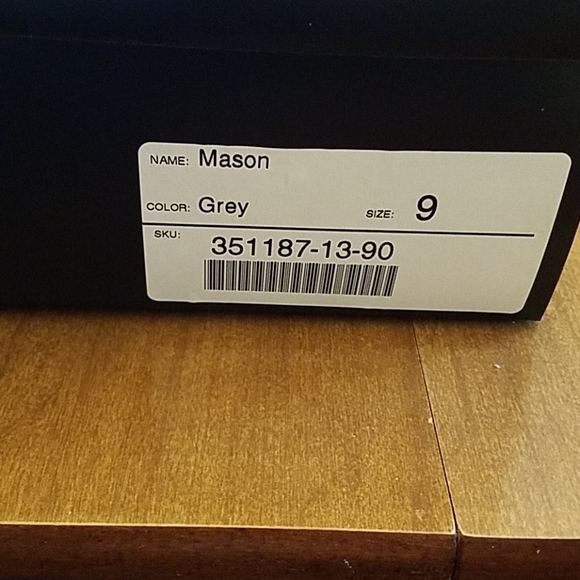 NAME: Mason
COLOR: Grey SIZE: 9
SKU: 351187-13-90